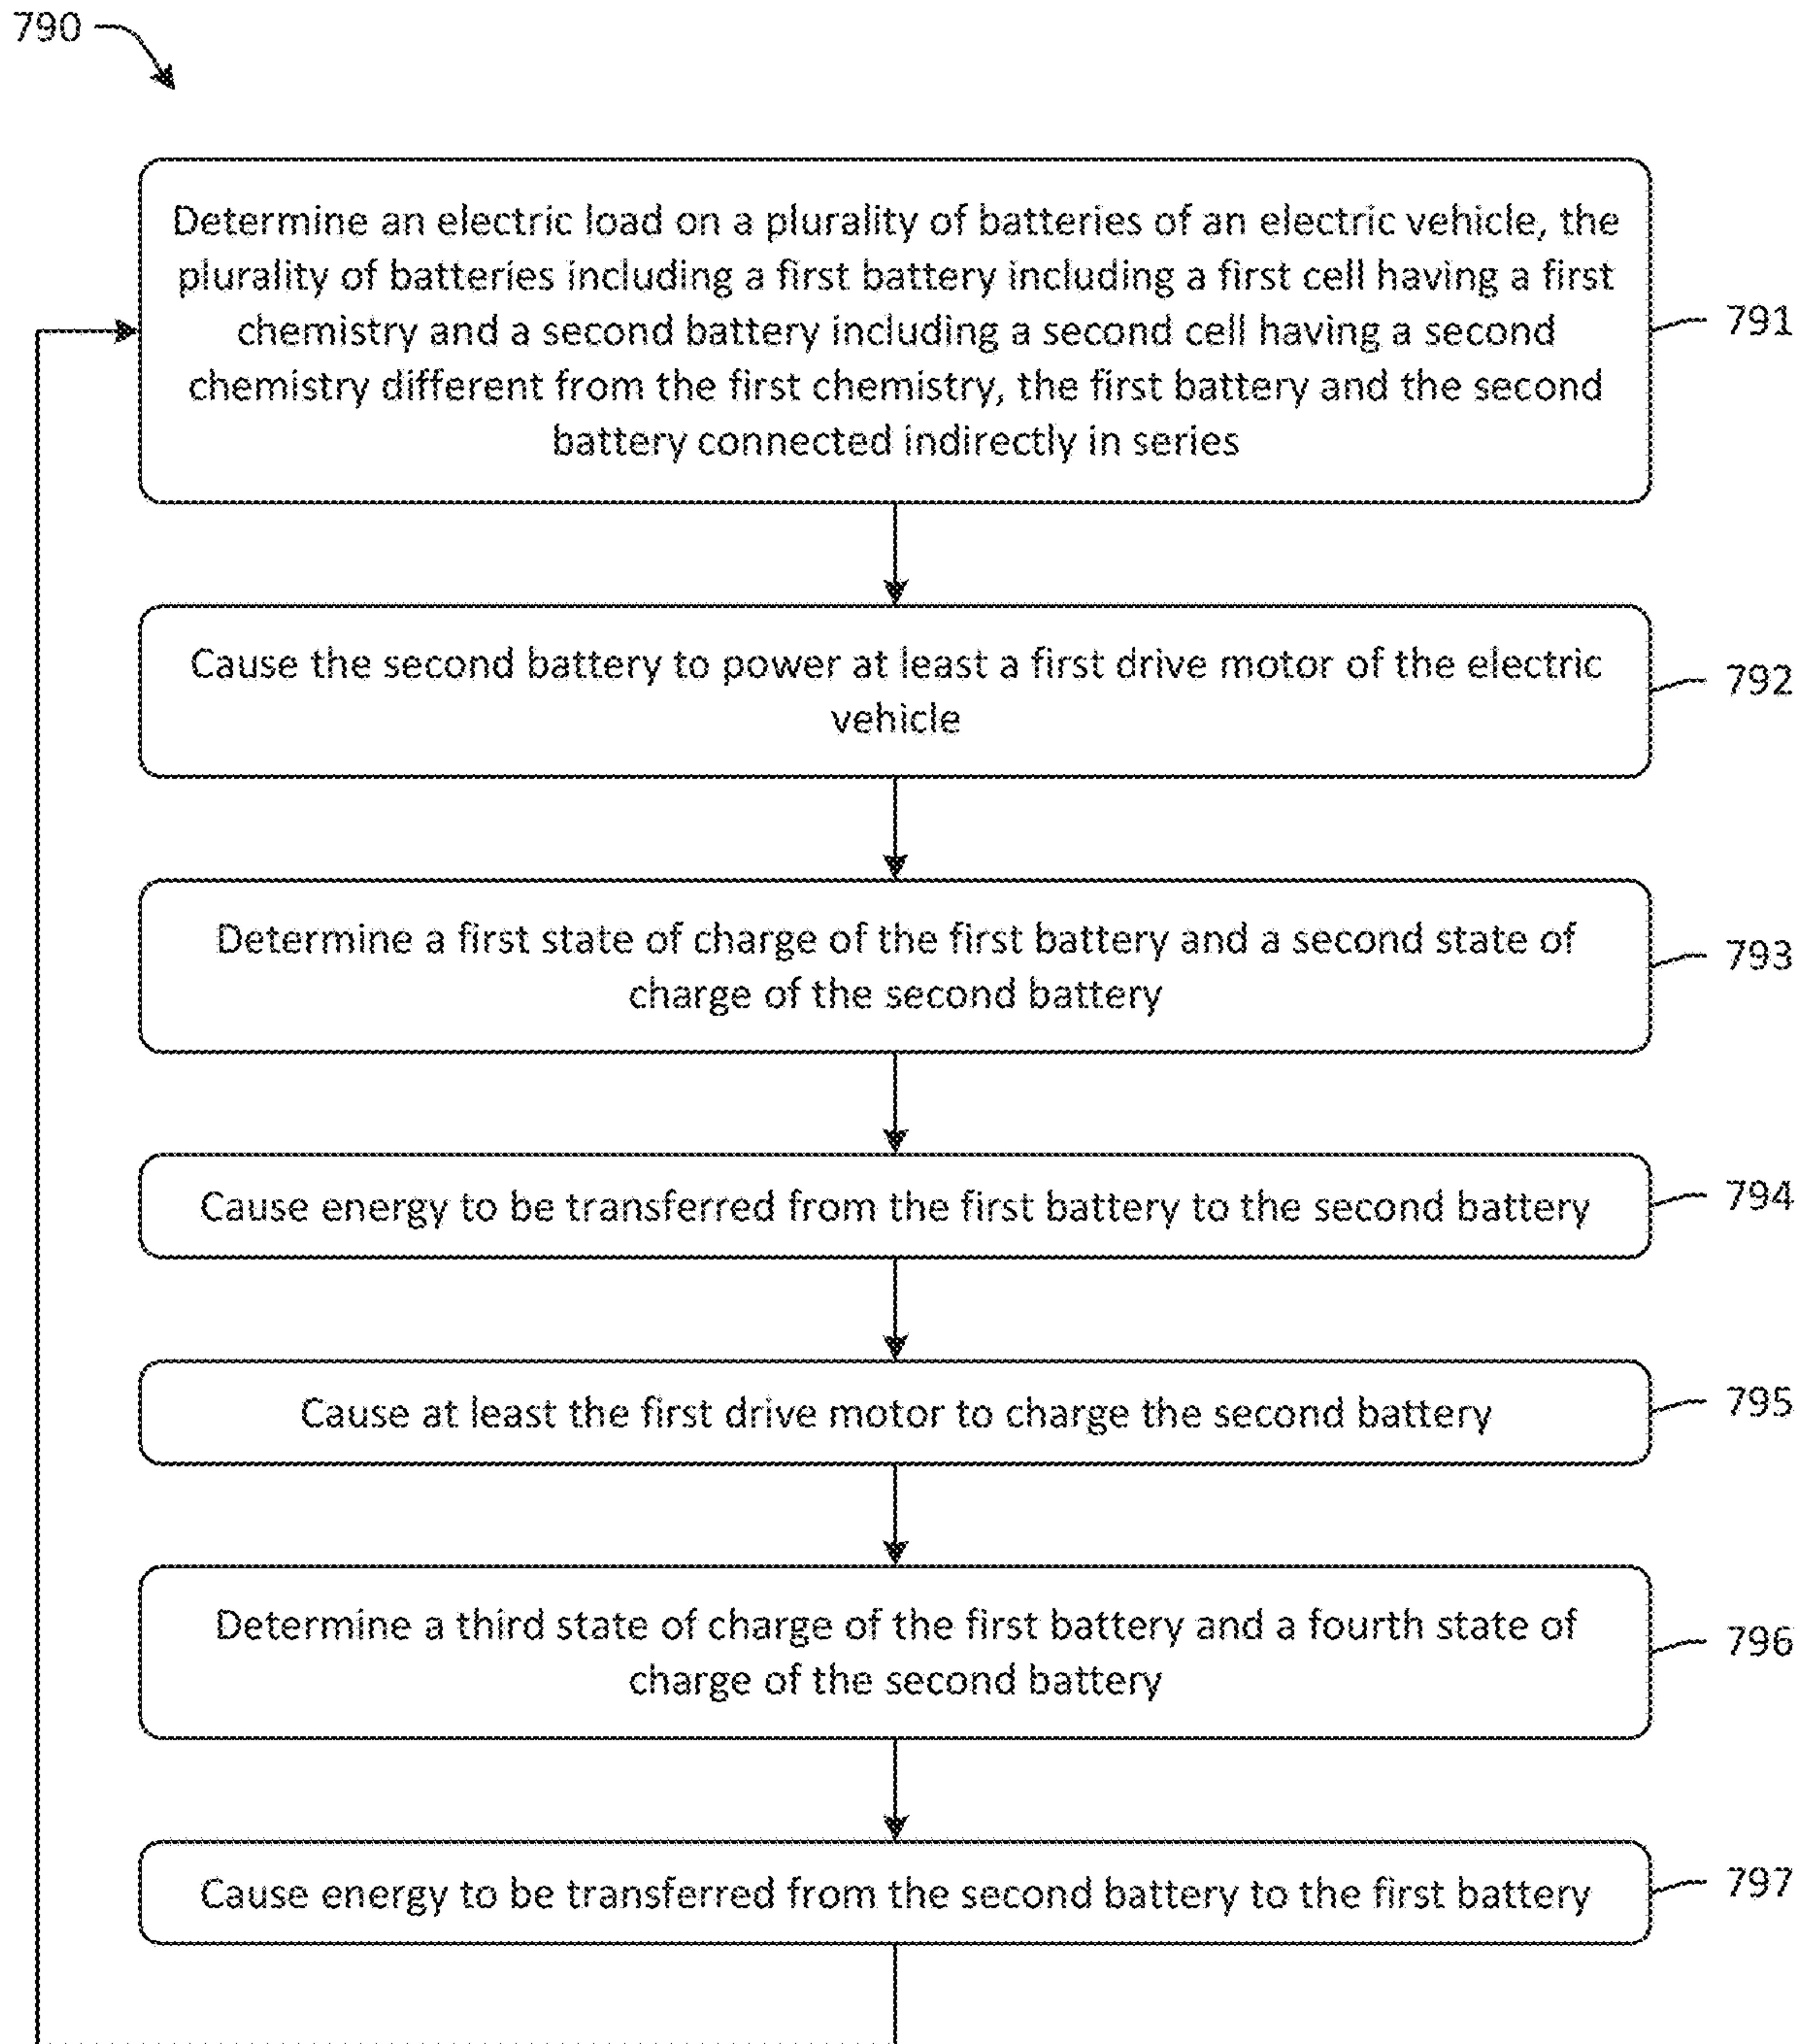 790
Determine an electric load on a plurality of batteries of an electric vehicle, the
plurality of batteries including a first battery including a first cell having a first
chemistry and a second battery including a second cell having a second
chemistry different from the first chemistry, the first battery and the second
battery connected indirectly in series
791
Cause the second battery to power at least a first drive motor of the electric
vehicle
792
Determine a first state of charge of the first battery and a second state of
charge of the second battery
793
Cause energy to be transferred from the first battery to the second battery
794
Cause at least the first drive motor to charge the second battery
795
Determine a third state of charge of the first battery and a fourth state of
charge of the second battery
796
Cause energy to be transferred from the second battery to the first battery
797